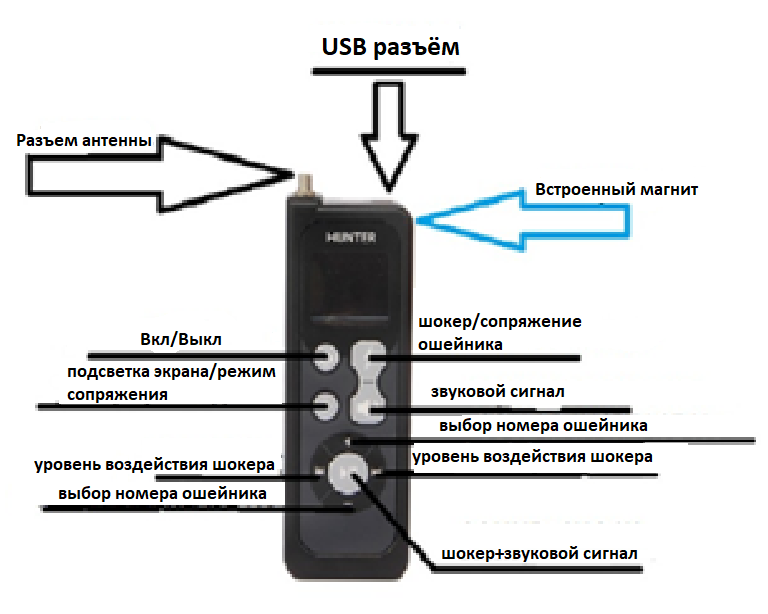 USB разъём
Разъем антенны
Встроенный магнит
HUNTER
шокер/сопряжение
ошейника
Вкл/Выкл
подсветка экрана/режим
сопряжения
звуковой сигнал
выбор номера ошейника
уровень воздействия шокера
уровень воздействия шокера
выбор номера ошейника
шокер+звуковой сигнал